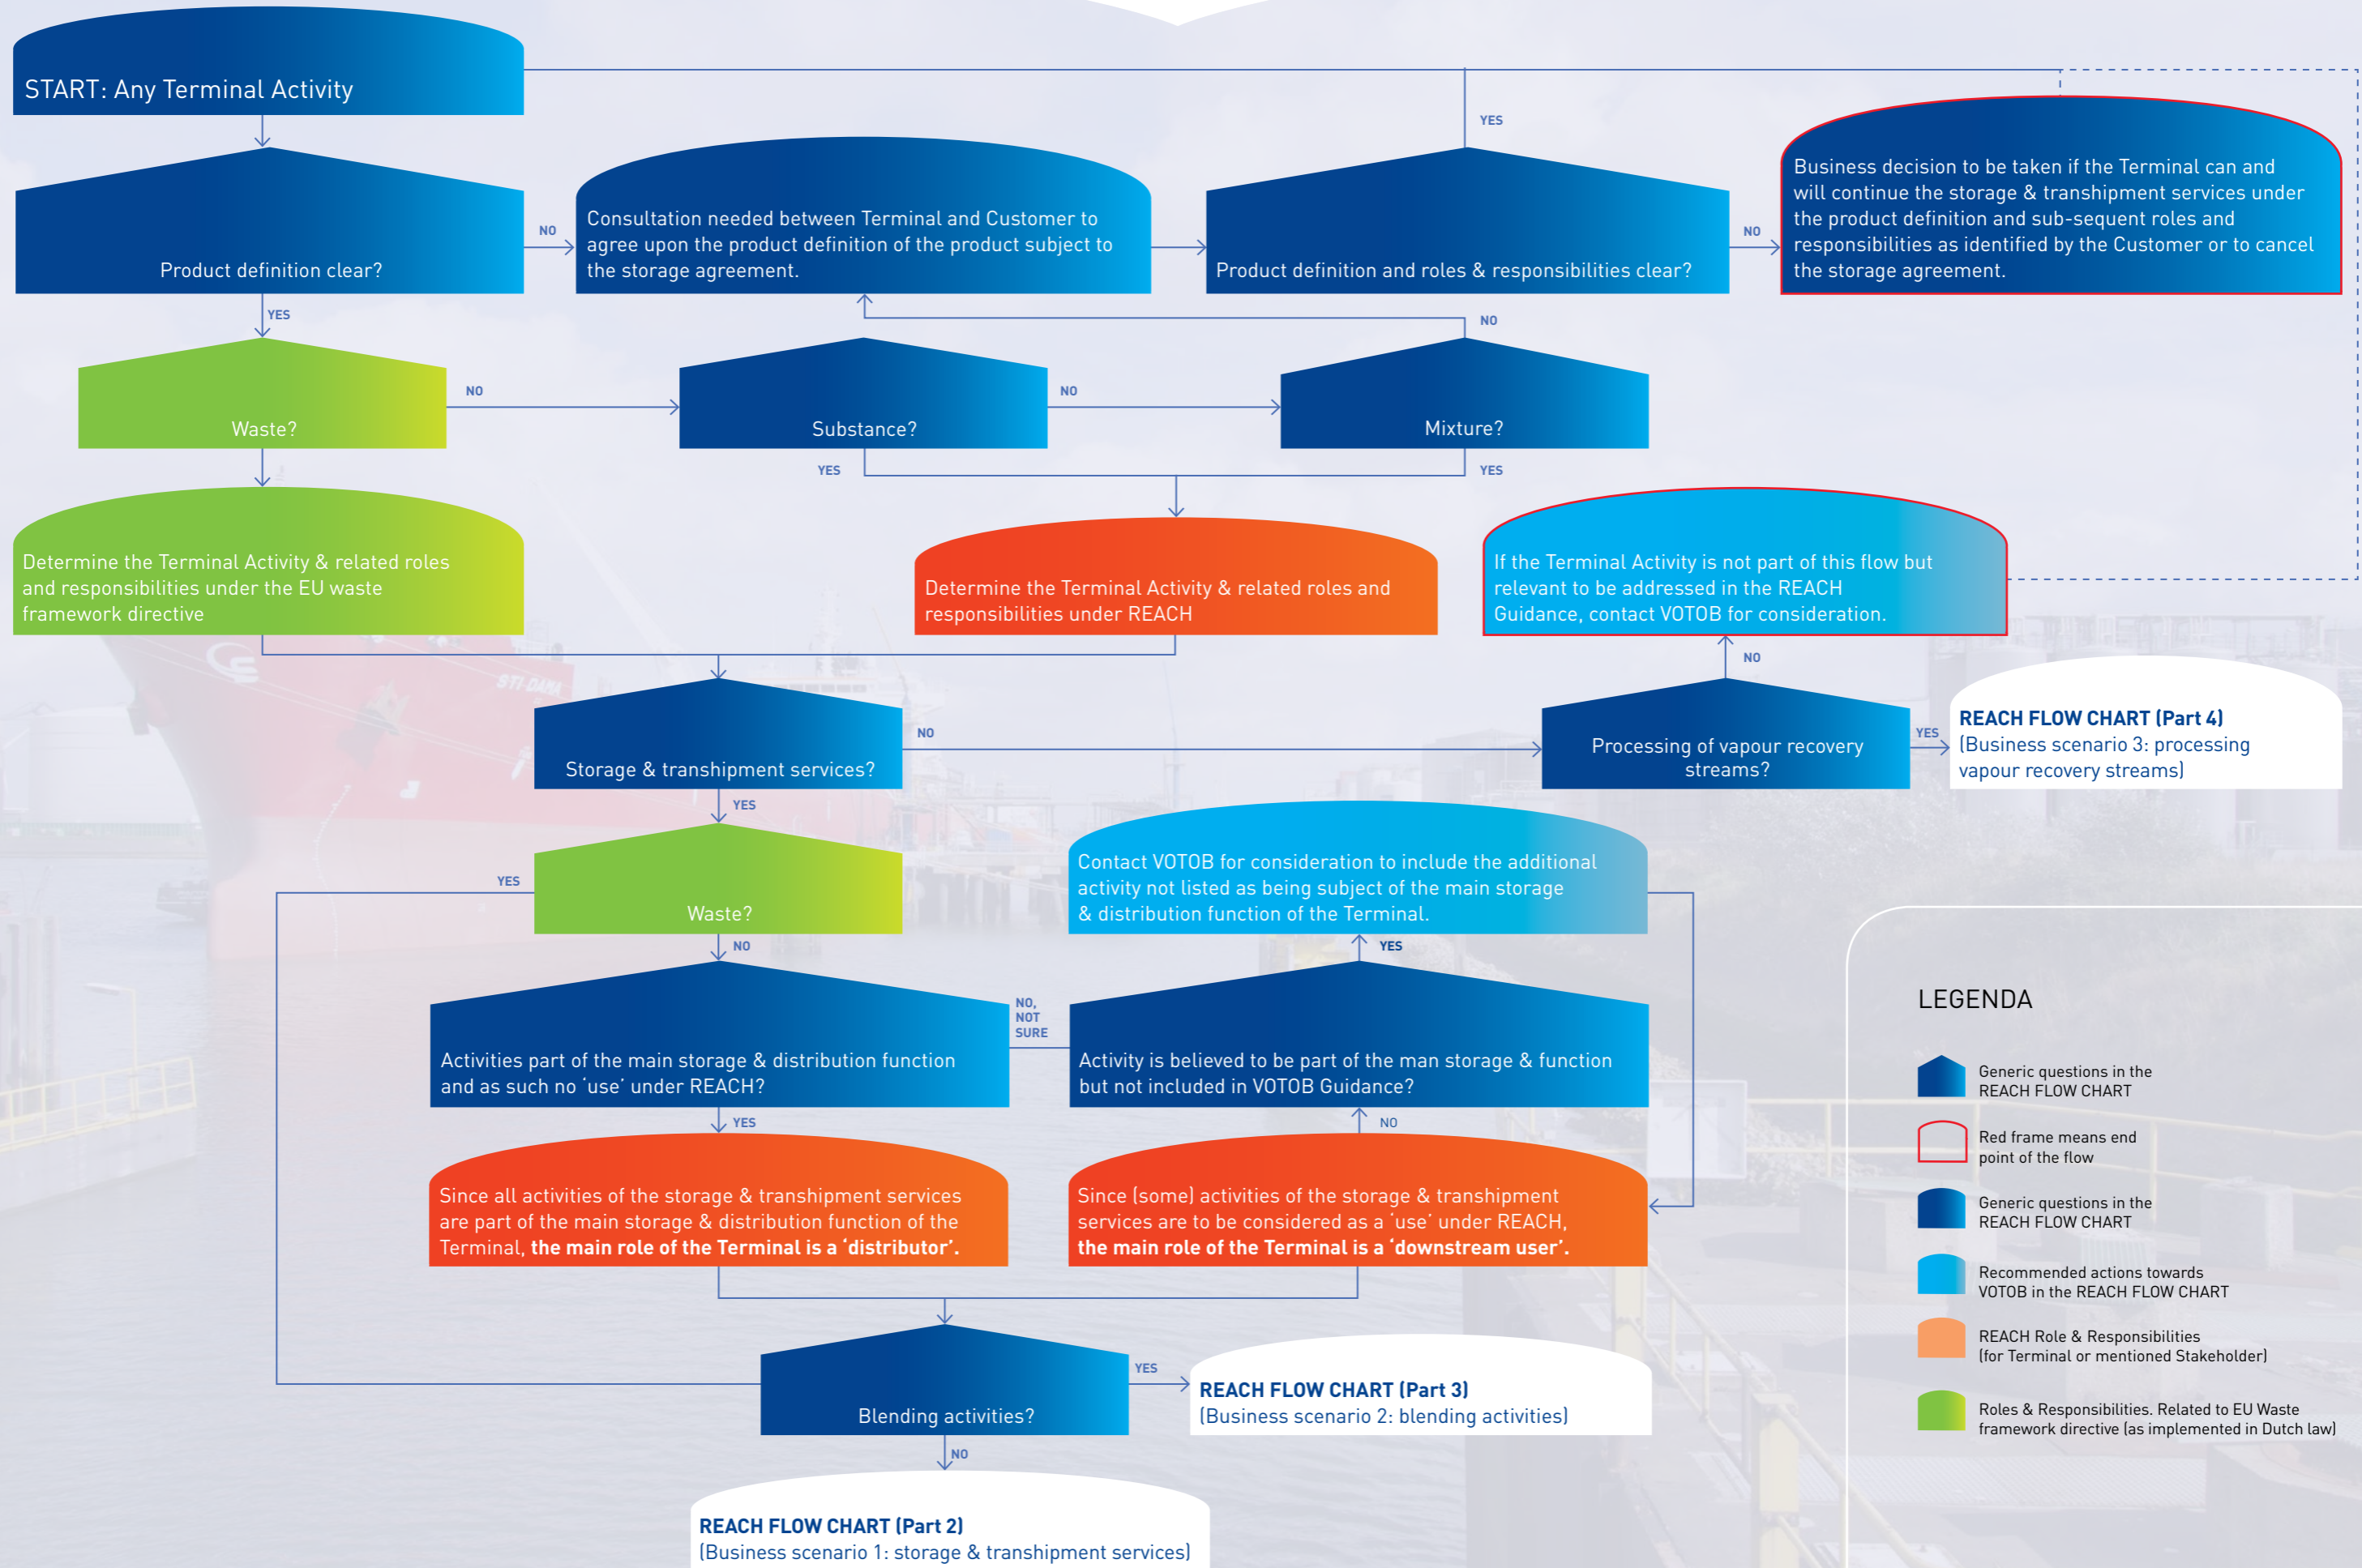 START: Any Terminal Activity
YES
Business decision to be taken if the Terminal can and
will continue the storage & transhipment services under
the product definition and sub-sequent roles and
responsibilities as identified by the Customer or to cancel
the storage agreement.
Product definition clear?
NO
Consultation needed between Terminal and Customer to
agree upon the product definition of the product subject to
the storage agreement.
Product definition and roles & responsibilities clear?
NO
YES
NO
Waste?
NO
Substance?
NO
Mixture?
YES
YES
Determine the Terminal Activity & related roles
and responsibilities under the EU waste
framework directive
Determine the Terminal Activity & related roles and
responsibilities under REACH
If the Terminal Activity is not part of this flow but
relevant to be addressed in the REACH
Guidance, contact VOTOB for consideration.
STI DAMA
NO
Storage & transhipment services?
NO
Processing of vapour recovery
streams?
YES
REACH FLOW CHART (Part 4)
(Business scenario 3: processing
vapour recovery streams)
YES
YES
Waste?
Contact VOTOB for consideration to include the additional
activity not listed as being subject of the main storage
& distribution function of the Terminal.
NO
YES
Activities part of the main storage & distribution function
and as such no ‘use’ under REACH?
NO,
NOT
SURE
Activity is believed to be part of the man storage & function
but not included in VOTOB Guidance?
YES
NO
Since all activities of the storage & transhipment services
are part of the main storage & distribution function of the
Terminal, the main role of the Terminal is a ‘distributor’.
Since (some) activities of the storage & transhipment
services are to be considered as a ‘use’ under REACH,
the main role of the Terminal is a ‘downstream user’.
Blending activities?
YES
REACH FLOW CHART (Part 3)
(Business scenario 2: blending activities)
NO
REACH FLOW CHART (Part 2)
(Business scenario 1: storage & transhipment services)
LEGENDA
Generic questions in the
REACH FLOW CHART
Red frame means end
point of the flow
Generic questions in the
REACH FLOW CHART
Recommended actions towards
VOTOB in the REACH FLOW CHART
REACH Role & Responsibilities
(for Terminal or mentioned Stakeholder)
Roles & Responsibilities. Related to EU Waste
framework directive (as implemented in Dutch law)